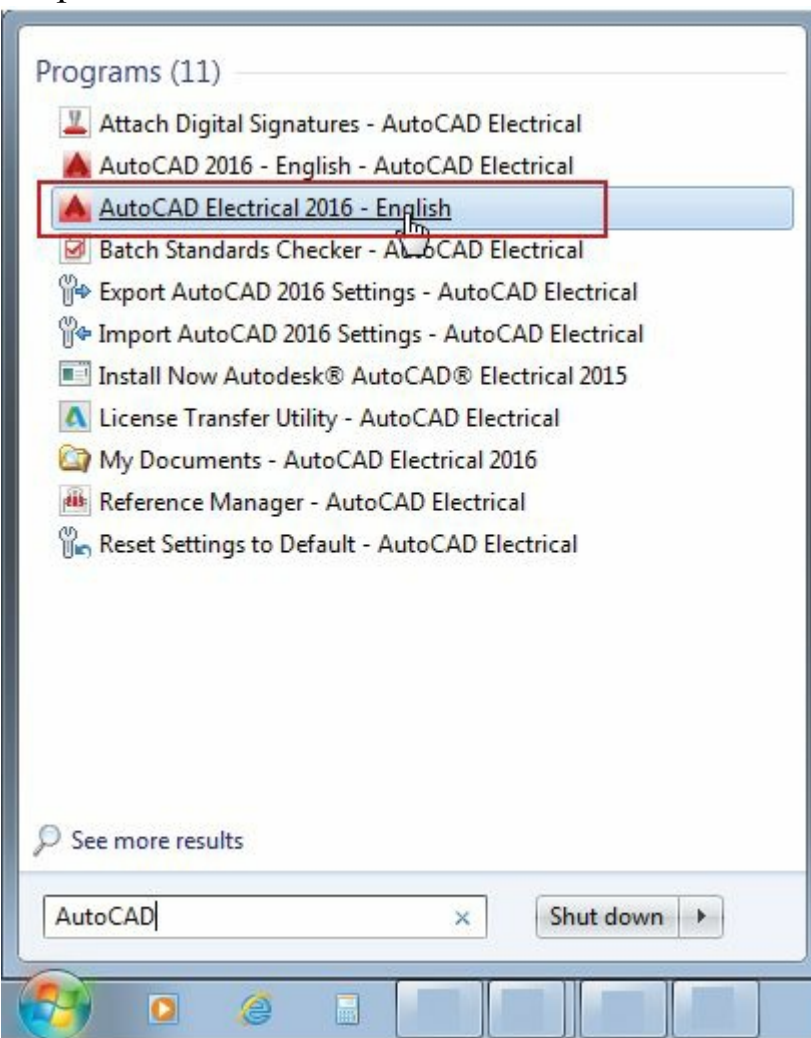 Programs (11)
Attach Digital Signatures - AutoCAD Electrical
AutoCAD 2016 - English - AutoCAD Electrical
AutoCAD Electrical 2016 - English
Batch Standards Checker - AutoCAD Electrical
Export AutoCAD 2016 Settings - AutoCAD Electrical
Import AutoCAD 2016 Settings - AutoCAD Electrical
Install Now Autodesk® AutoCAD® Electrical 2015
License Transfer Utility - AutoCAD Electrical
My Documents - AutoCAD Electrical 2016
Reference Manager - AutoCAD Electrical
Reset Settings to Default - AutoCAD Electrical
See more results
AutoCAD
Shut down